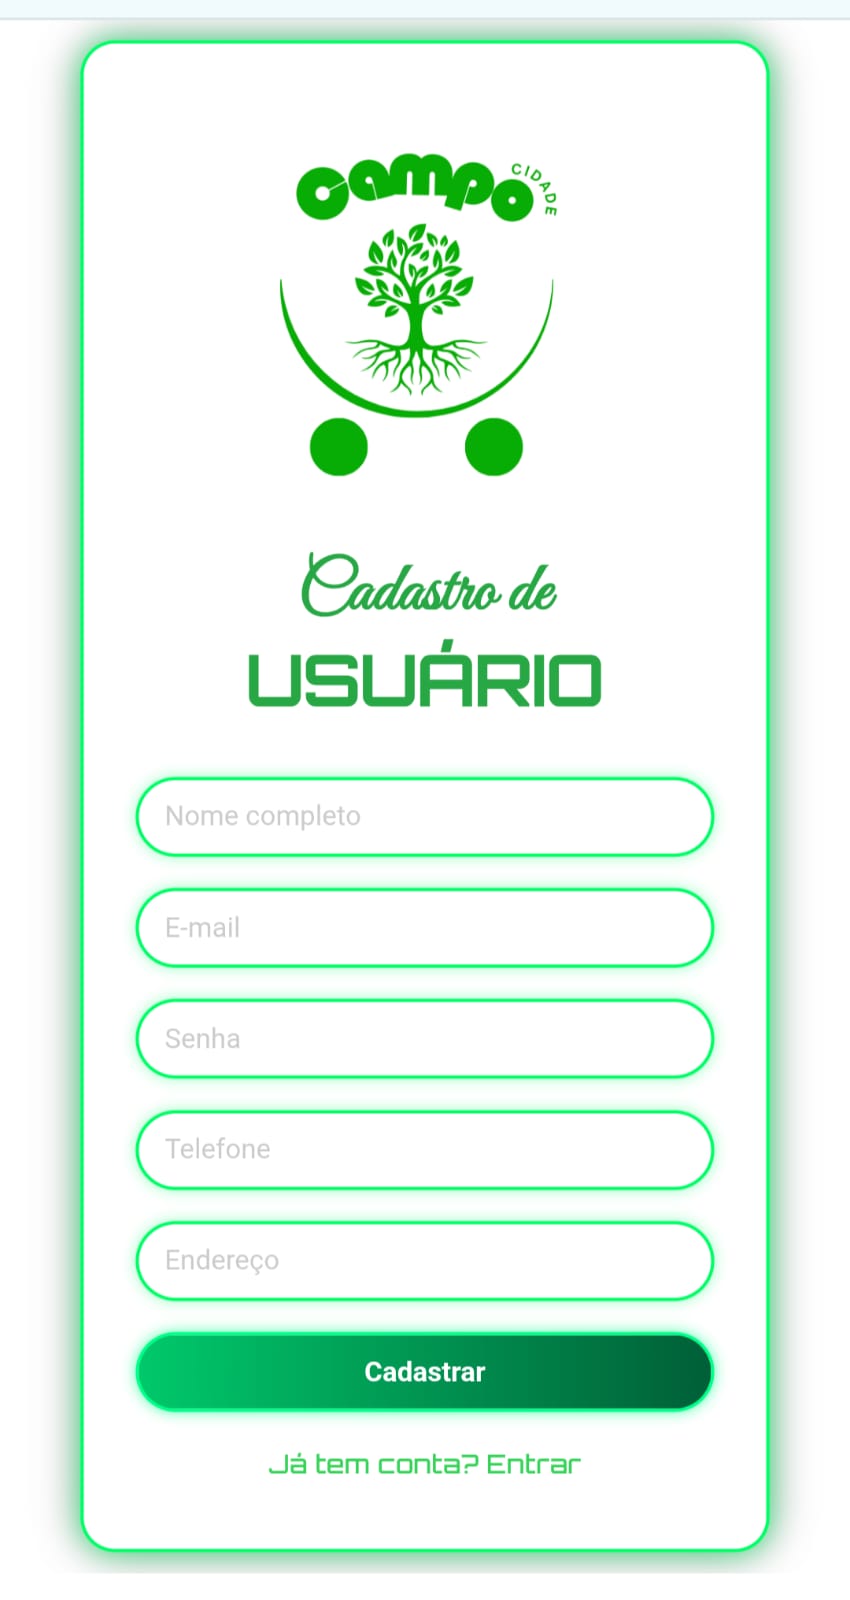 Campo
CIDADE
Cadastro de
USUÁRIO
Nome completo
E-mail
Senha
Telefone
Endereço
Cadastrar
Já tem conta? Entrar